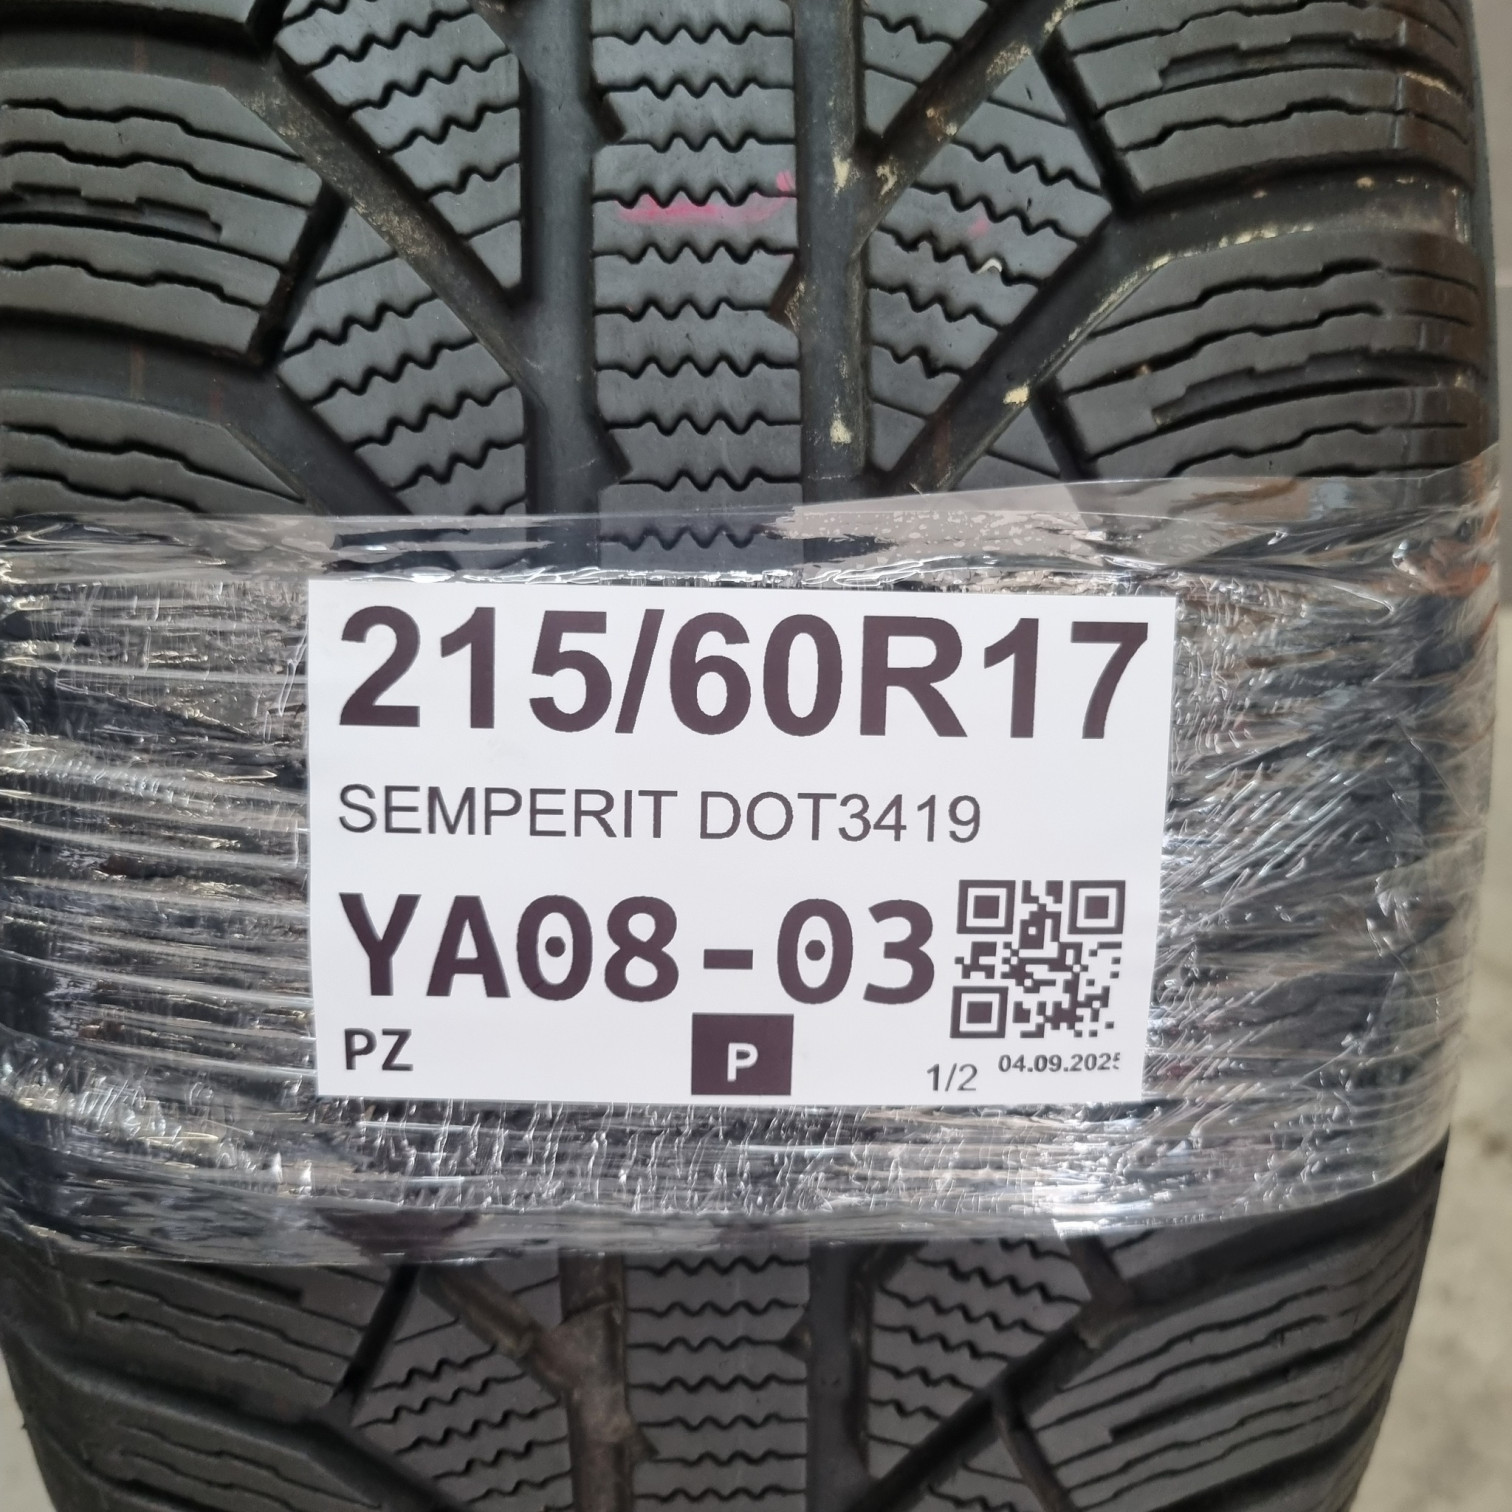 215/60R17
SEMPERIT DOT3419
YA08-03
PZ P 1/2 04.09.2025